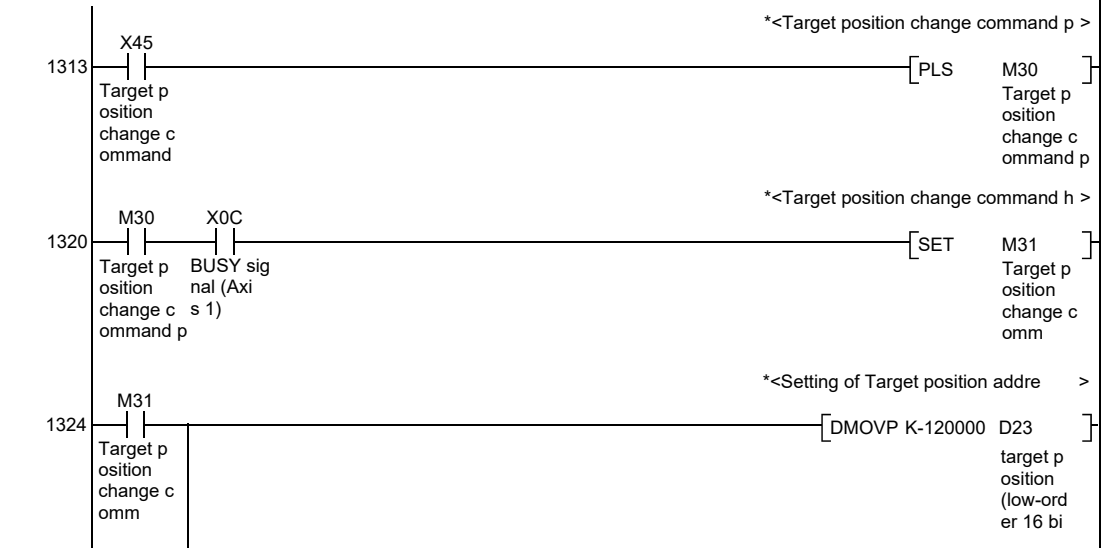 *<Target position change command p >
X45
1313
PLS M30
Target p
osition
change c
ommand
Target p
osition
change c
ommand p
*<Target position change command h >
M30 X0C
1320
SET M31
Target p
osition
change c
ommand p
BUSY sig
nal (Axi
s 1)
Target p
osition
change c
omm
*<Setting of Target position addre >
M31
1324
DMOVP K-120000 D23
Target p
osition
change c
omm
target p
osition
(low-ord
er 16 bi